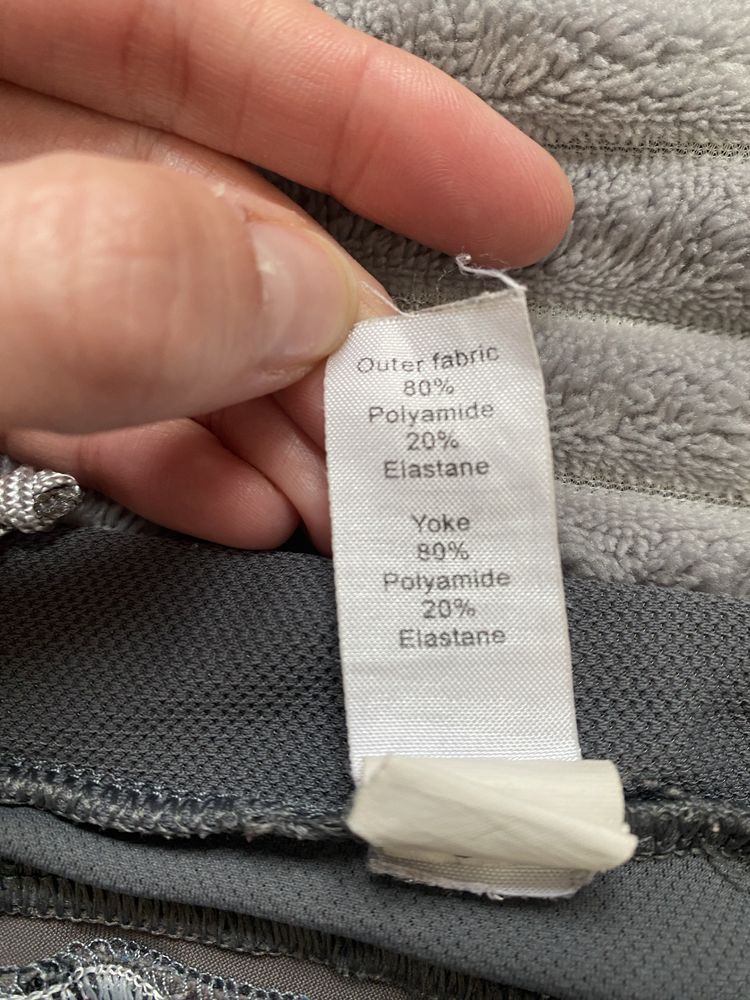 Outer fabric
80%
Polyamide
20%
Elastane
Yoke
80%
Polyamide
20%
Elastane